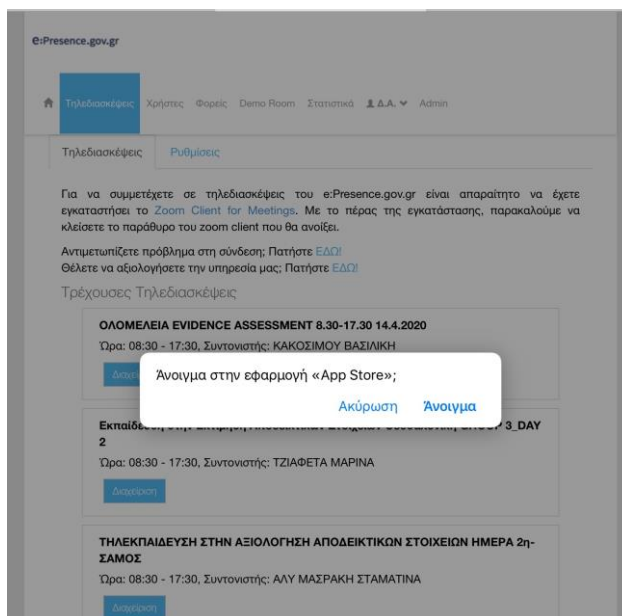 e:Presence.gov.gr
Τηλεδιασκέψεις Χρήστες Φορείς Demo Room Στατιστικά Δ.Α. Admin
Τηλεδιασκέψεις Ρυθμίσεις
Για να συμμετέχετε σε τηλεδιασκέψεις του e:Presence.gov.gr είναι απαραίτητο να έχετε
εγκαταστήσει το Zoom Client for Meetings. Με το πέρας της εγκατάστασης, παρακαλούμε να
κλείσετε το παράθυρο του zoom client που θα ανοίξει.
Αντιμετωπίζετε πρόβλημα στη σύνδεση; Πατήστε ΕΔΩ!
Θέλετε να αξιολογήσετε την υπηρεσία μας; Πατήστε ΕΔΩ!
Τρέχουσες Τηλεδιασκέψεις
ΟΛΟΜΕΛΕΙΑ EVIDENCE ASSESSMENT 8.30-17.30 14.4.2020
Ώρα: 08:30 - 17:30, Συντονιστής: ΚΑΚΟΣΙΜΟΥ ΒΑΣΙΛΙΚΗ
Άνοιγμα στην εφαρμογή «App Store»;
Ακύρωση Άνοιγμα
3_DAY
2
Ώρα: 08:30 - 17:30, Συντονιστής: ΤΖΙΑΦΕΤΑ ΜΑΡΙΝΑ
Διαχείριση
ΤΗΛΕΚΠΑΙΔΕΥΣΗ ΣΤΗΝ ΑΞΙΟΛΟΓΗΣΗ ΑΠΟΔΕΙΚΤΙΚΩΝ ΣΤΟΙΧΕΙΩΝ ΗΜΕΡΑ 2η-
ΣΑΜΟΣ
Ώρα: 08:30 - 17:30, Συντονιστής: ΑΛΥ ΜΑΣΡΑΚΗ ΣΤΑΜΑΤΙΝΑ
Διαχείριση